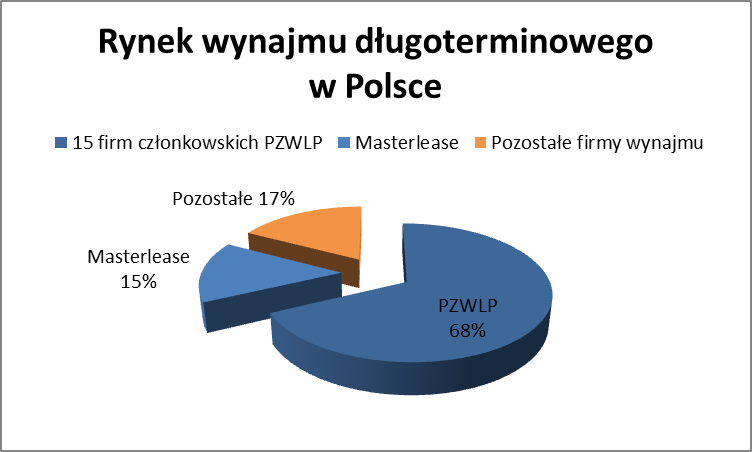 Rynek wynajmu długoterminowego
w Polsce
15 firm członkowskich PZWLP Masterlease Pozostałe firmy wynajmu
Pozostałe 17%
Masterlease
15%
PZWLP
68%